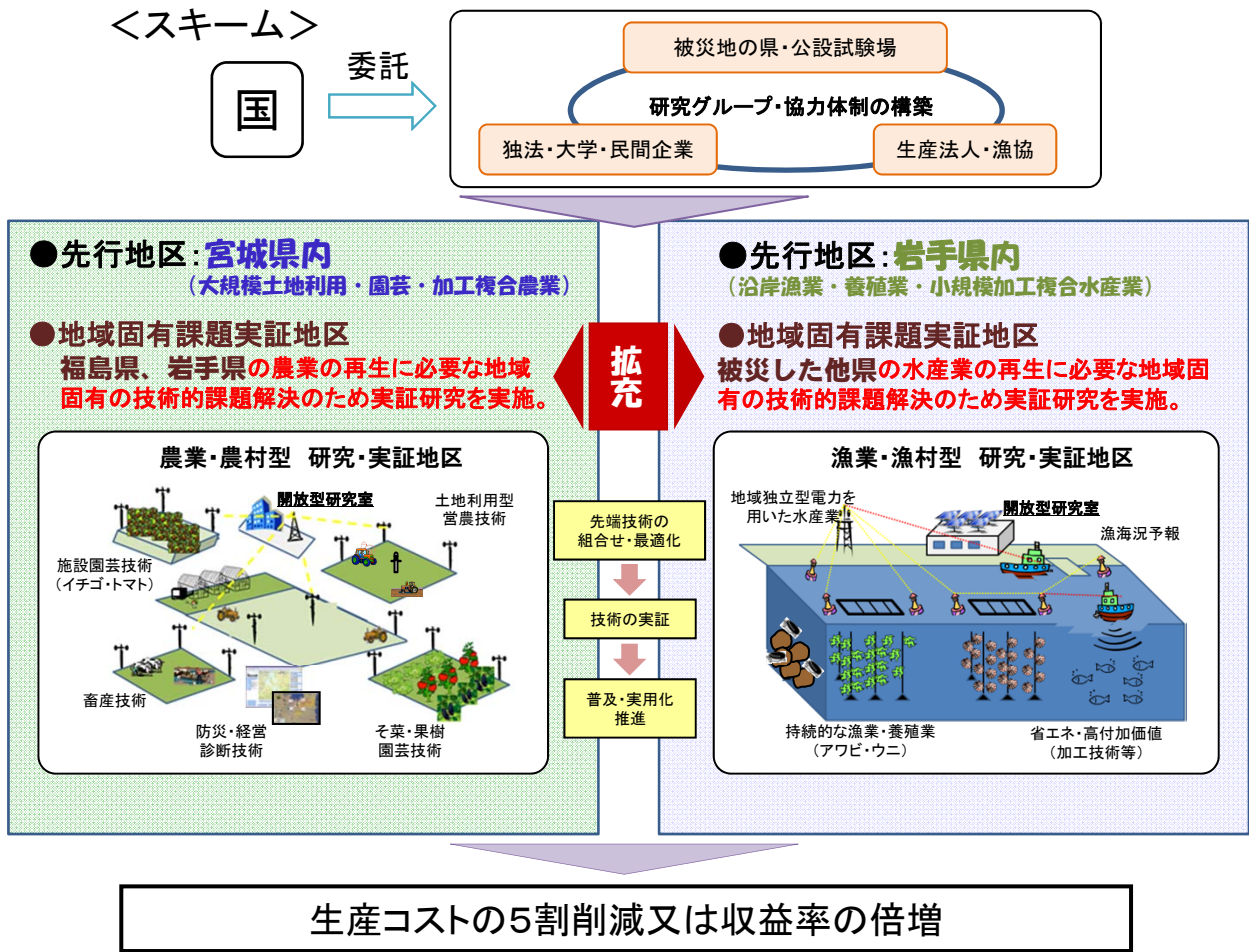 ＜スキーム＞
国
委託
被災地の県・公設試験場
研究グループ・協力体制の構築
独法・大学・民間企業
生産法人・漁協
●先行地区：宮城県内
（大規模土地利用・園芸・加工複合農業）
●地域固有課題実証地区
福島県、岩手県の農業の再生に必要な地域
固有の技術的課題解決のため実証研究を実施。
農業・農村型　研究・実証地区
開放型研究室
土地利用型
営農技術
施設園芸技術
（イチゴ・トマト）
畜産技術
防災・経営
診断技術
そ菜・果樹
園芸技術
拡充
先端技術の
組合せ・最適化
技術の実証
普及・実用化
推進
●先行地区：岩手県内
（沿岸漁業・養殖業・小規模加工複合水産業）
●地域固有課題実証地区
被災した他県の水産業の再生に必要な地域固
有の技術的課題解決のため実証研究を実施。
漁業・漁村型　研究・実証地区
地域独立型電力を
用いた水産業
開放型研究室
漁海況予報
持続的な漁業・養殖業
（アワビ・ウニ）
省エネ・高付加価値
（加工技術等）
生産コストの５割削減又は収益率の倍増